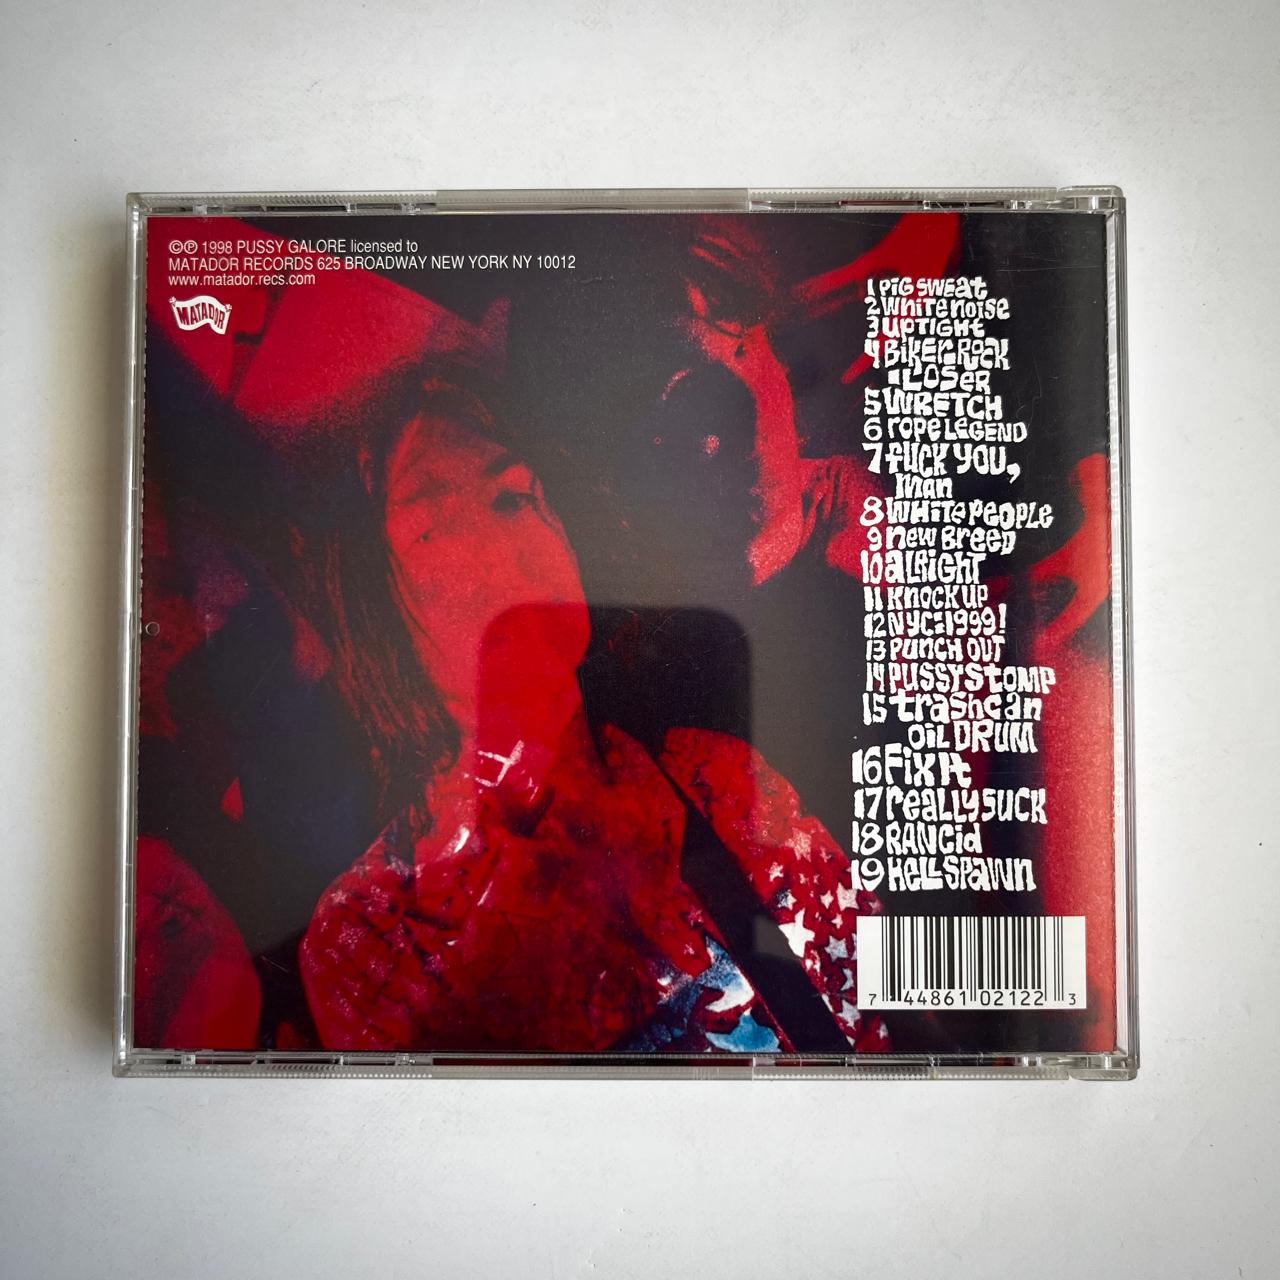 ©℗ 1998 PUSSY GALORE licensed to
MATADOR RECORDS 625 BROADWAY NEW YORK NY 10012
www.matador.recs.com
MATADOR
1 PiG SWEAT
2 White noise
3 UPTIGHT
4 BiKER ROCK
LOSeR
5 WRETCH
6 rope LEGEND
7 fUCK YOU,
man
8 WHiTe PeOPLE
9 new BReeD
10 aLRiGHT
11 KNOCK UP
12 NYC:1999!
13 PUNCH OUT
14 PUSSY StOMP
15 trashcan
OiL DRUM
16 Fix It
17 reaLLY SUCK
18 RANCid
19 HeLL SPawn
7 44861 02122 3